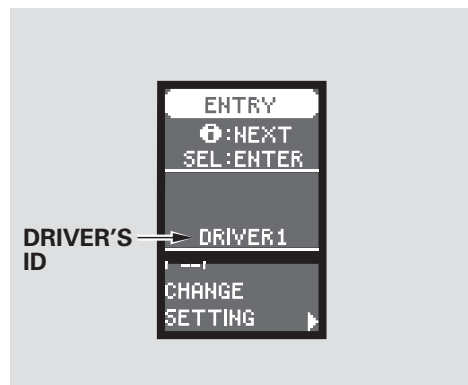 ENTRY
:NEXT
SEL:ENTER
DRIVER'S
ID
DRIVER1
CHANGE
SETTING